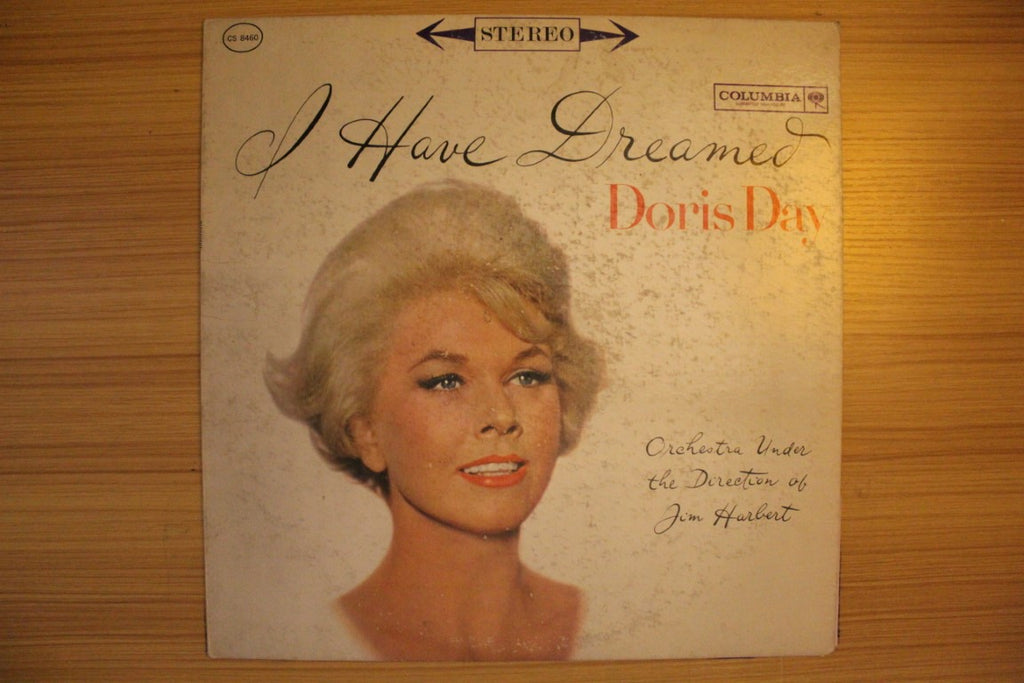 CS 8460
STEREO
COLUMBIA
I Have Dreamed
Doris Day
Orchestra Under
the Direction of
Jim Harbert